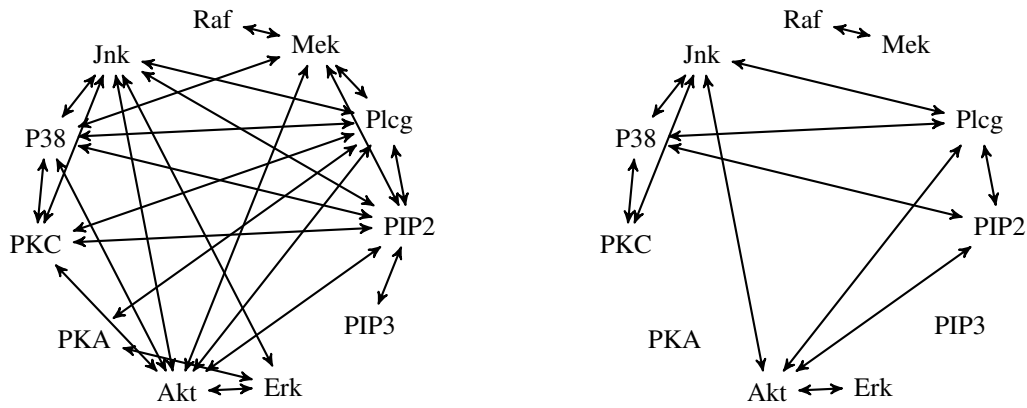 Raf
Mek
Jnk
Plcg
P38
PIP2
PKC
PIP3
PKA
Akt
Erk
Raf
Mek
Jnk
Plcg
P38
PIP2
PKC
PIP3
PKA
Akt
Erk